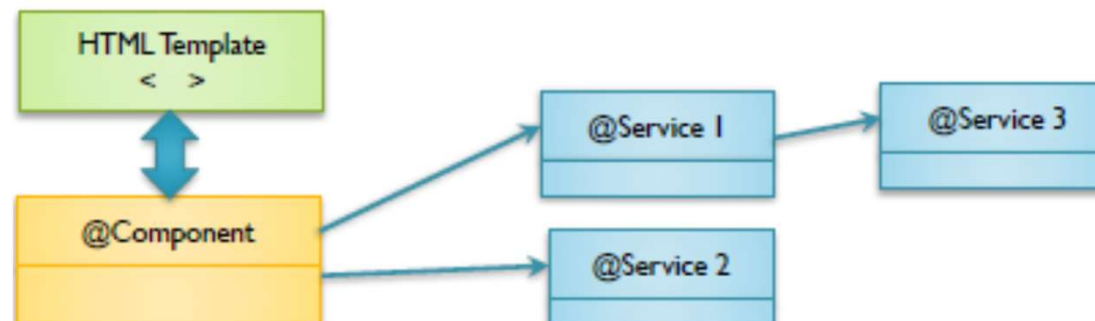 HTML Template
< >
@Component
@Service 1
@Service 2
@Service 3